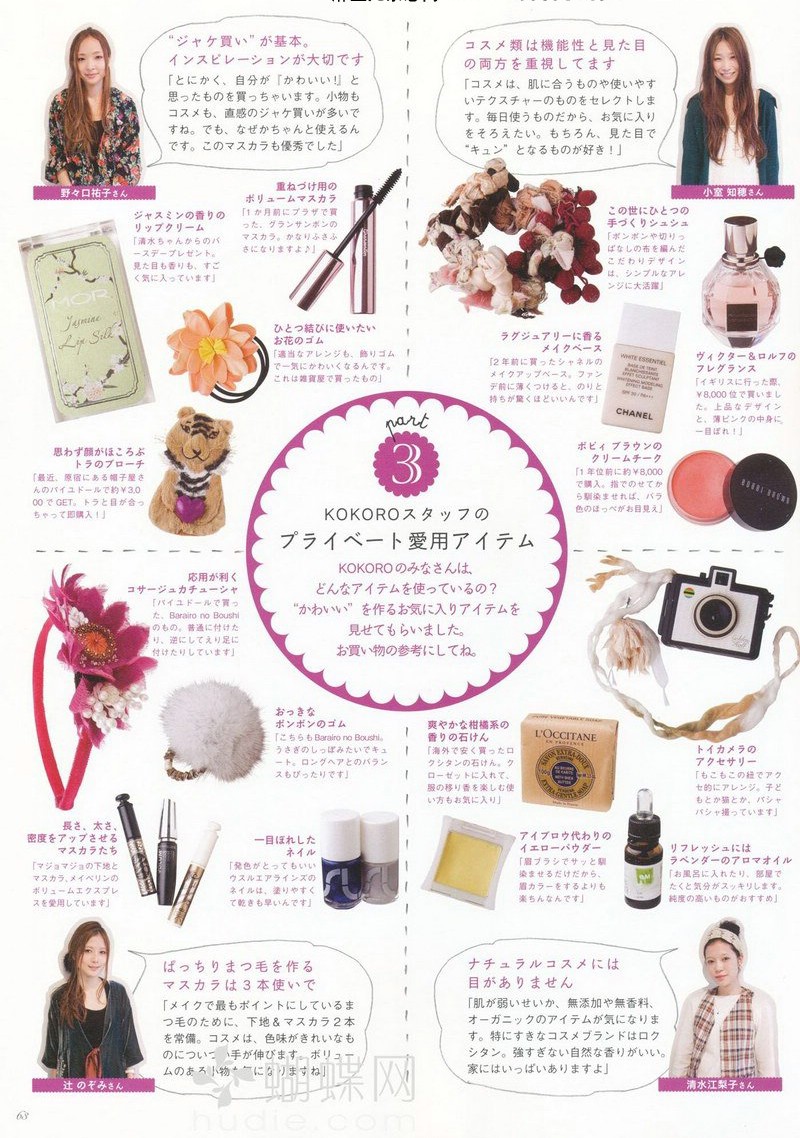 “ジャケ買い”が基本。
インスピレーションが大切です
「とにかく、自分が『かわいい!』と
思ったものを買っちゃいます。小物も
コスメも、直感のジャケ買いが多いで
すね。でも、なぜかちゃんと使えるん
です。このマスカラも優秀でした」
野々口祐子さん
重ねづけ用の
ボリュームマスカラ
「1か月前にプラザで買
った、グランサンボンの
マスカラ。かなりふさふ
さになりますよ♪」
ジャスミンの香りの
リップクリーム
「清水ちゃんからのバ
ースデープレゼント。
見た目も香りも、すご
く気に入っています」
MOR
Jasmine
Lip Silk
ひとつ結びに使いたい
お花のゴム
「適当なアレンジも、飾りゴム
で一気にかわいくなるんです。
これは雑貨屋で買ったもの」
思わず顔がほころぶ
トラのブローチ
「最近、原宿にある帽子屋さ
んのバイユドールで約¥3,0
00でGET。トラと目が合っ
ちゃって即購入!」
コスメ類は機能性と見た目
の両方を重視してます
「コスメは、肌に合うものや使いやす
いテクスチャーのものをセレクトしま
す。毎日使うものだから、お気に入り
をそろえたい。もちろん、見た目で
“キュン”となるものが好き!」
小室 知穂さん
この世にひとつの
手づくりシュシュ
「ボンボンや切りっ
ぱなしの布を編んだ
こだわりデザイン
は、シンプルなアレ
ンジに大活躍」
ラグジュアリーに香る
メイクベース
「2年前に買ったシャネルの
メイクアップベース。ファン
デ前に薄くつけると、のりと
持ちが驚くほどいいんです」
WHITE ESSENTIEL
CHANEL
ヴィクター&ロルフの
フレグランス
「イギリスに行った際、
¥8,000位で買いまし
た。上品なデザイン
と、薄ピンクの中身に
一目ぼれ!」
ボビィ ブラウンの
クリームチーク
「1年位前に約¥8,000
で購入。指でのせてか
ら馴染ませれば、バラ
色のほっぺがお目見え」
BOBBI BROWN
part
3
KOKOROスタッフの
プライベート愛用アイテム
KOKOROのみなさんは、
どんなアイテムを使っているの?
“かわいい”を作るお気に入りアイテムを
見せてもらいました。
お買い物の参考にしてね。
応用が利く
コサージュカチューシャ
「バイユドールで買っ
た、Barairo no Boushi
のもの。普通に付けた
り、逆にしてえり足に
付けたりしています」
おっきな
ボンボンのゴム
「こちらもBarairo no Boushi。
うさぎのしっぽみたいでキュ
ート。ロングヘアとのバラン
スもぴったりです」
長さ、太さ、
密度をアップさせる
マスカラたち
「マジョマジョの下地と
マスカラ、メイベリンの
ボリュームエクスプレ
スを愛用しています」
一目ぼれした
ネイル
「発色がとってもいい
ウスルエアラインズの
ネイルは、塗りやすく
て乾きも早いんです」
ばっちりまつ毛を作る
マスカラは3本使いで
「メイクで最もポイントにしているま
つ毛のために、下地&マスカラ2本
を常備。コスメは、色味がきれいなも
のについつい手が伸びます。ボリュー
ムのある小物も気になりますね」
辻 のぞみさん
爽やかな柑橘系の
香りの石けん
「海外で安く買ったロ
クシタンの石けん。ク
ローゼットに入れて、
服の移り香を楽しむ使
い方もお気に入り」
L'OCCITANE
EN PROVENCE
トイカメラの
アクセサリー
「もこもこの紐でアク
セ的にアレンジ。子ど
もとか猫とか、バシャ
バシャ撮っています」
アイブロウ代わりの
イエローパウダー
「眉ブラシでサッと馴
染ませるだけだから、
眉カラーをするよりも
楽ちんなんです」
リフレッシュには
ラベンダーのアロマオイル
「お風呂に入れたり、部屋で
たくと気分がスッキリします。
純度の高いものがおすすめ」
ナチュラルコスメには
目がありません
「肌が弱いせいか、無添加や無香料、
オーガニックのアイテムが気になりま
す。特にすきなコスメブランドはロク
シタン。強すぎない自然な香りがいい。
家にはいっぱいありますよ」
清水江梨子さん
蝴蝶网
hudie.com
63